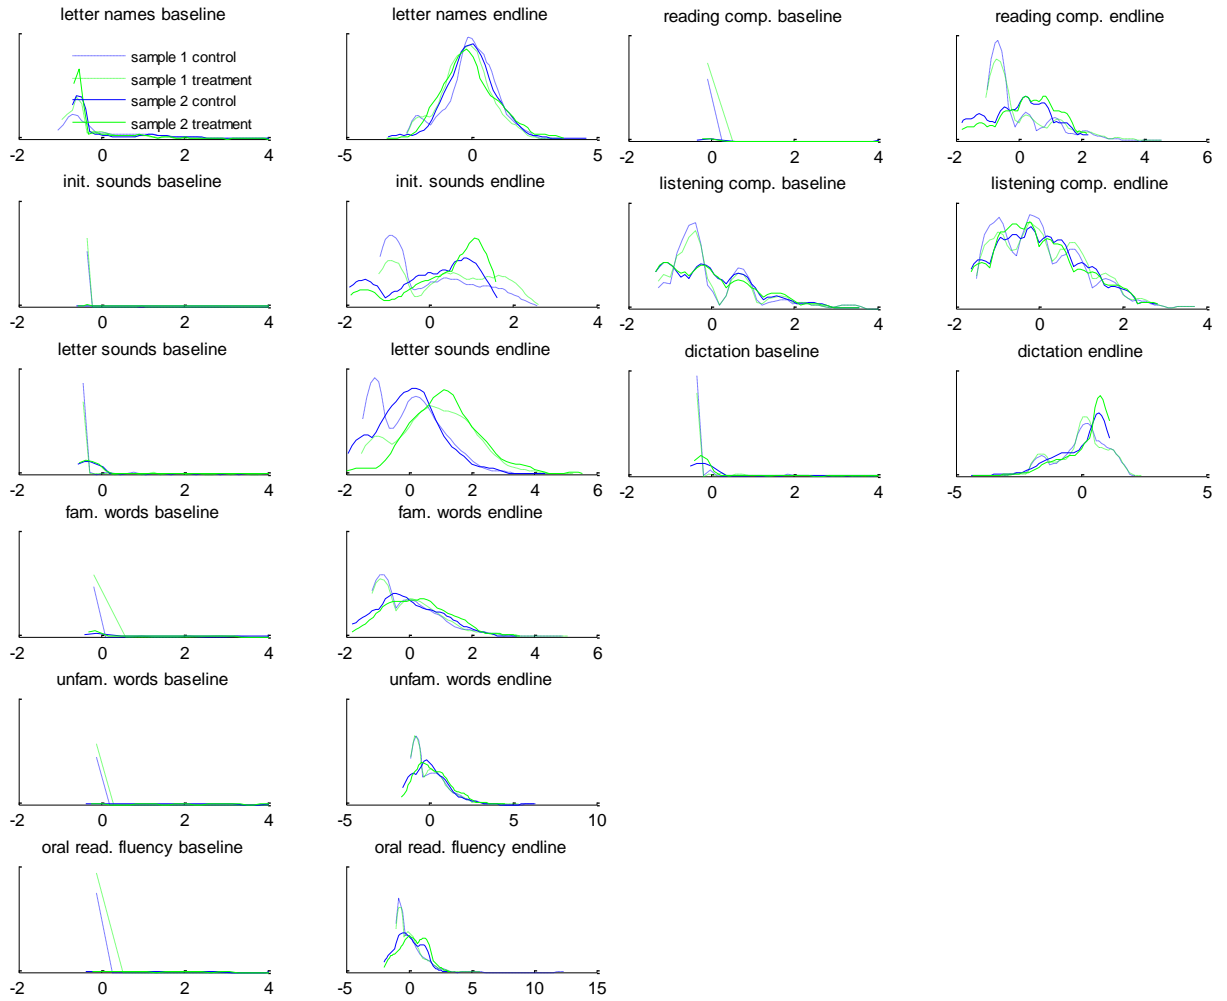 letter names baseline
sample 1 control
sample 1 treatment
sample 2 control
sample 2 treatment
-2 0 2 4
letter names endline
-5 0 5
reading comp. baseline
-2 0 2 4
reading comp. endline
-2 0 2 4 6
init. sounds baseline
-2 0 2 4
init. sounds endline
-2 0 2 4
listening comp. baseline
-2 0 2 4
listening comp. endline
-2 0 2 4
letter sounds baseline
-2 0 2 4
letter sounds endline
-2 0 2 4 6
dictation baseline
-2 0 2 4
dictation endline
-5 0 5
fam. words baseline
-2 0 2 4
fam. words endline
-2 0 2 4 6
unfam. words baseline
-2 0 2 4
unfam. words endline
-5 0 5 10
oral read. fluency baseline
-2 0 2 4
oral read. fluency endline
-5 0 5 10 15